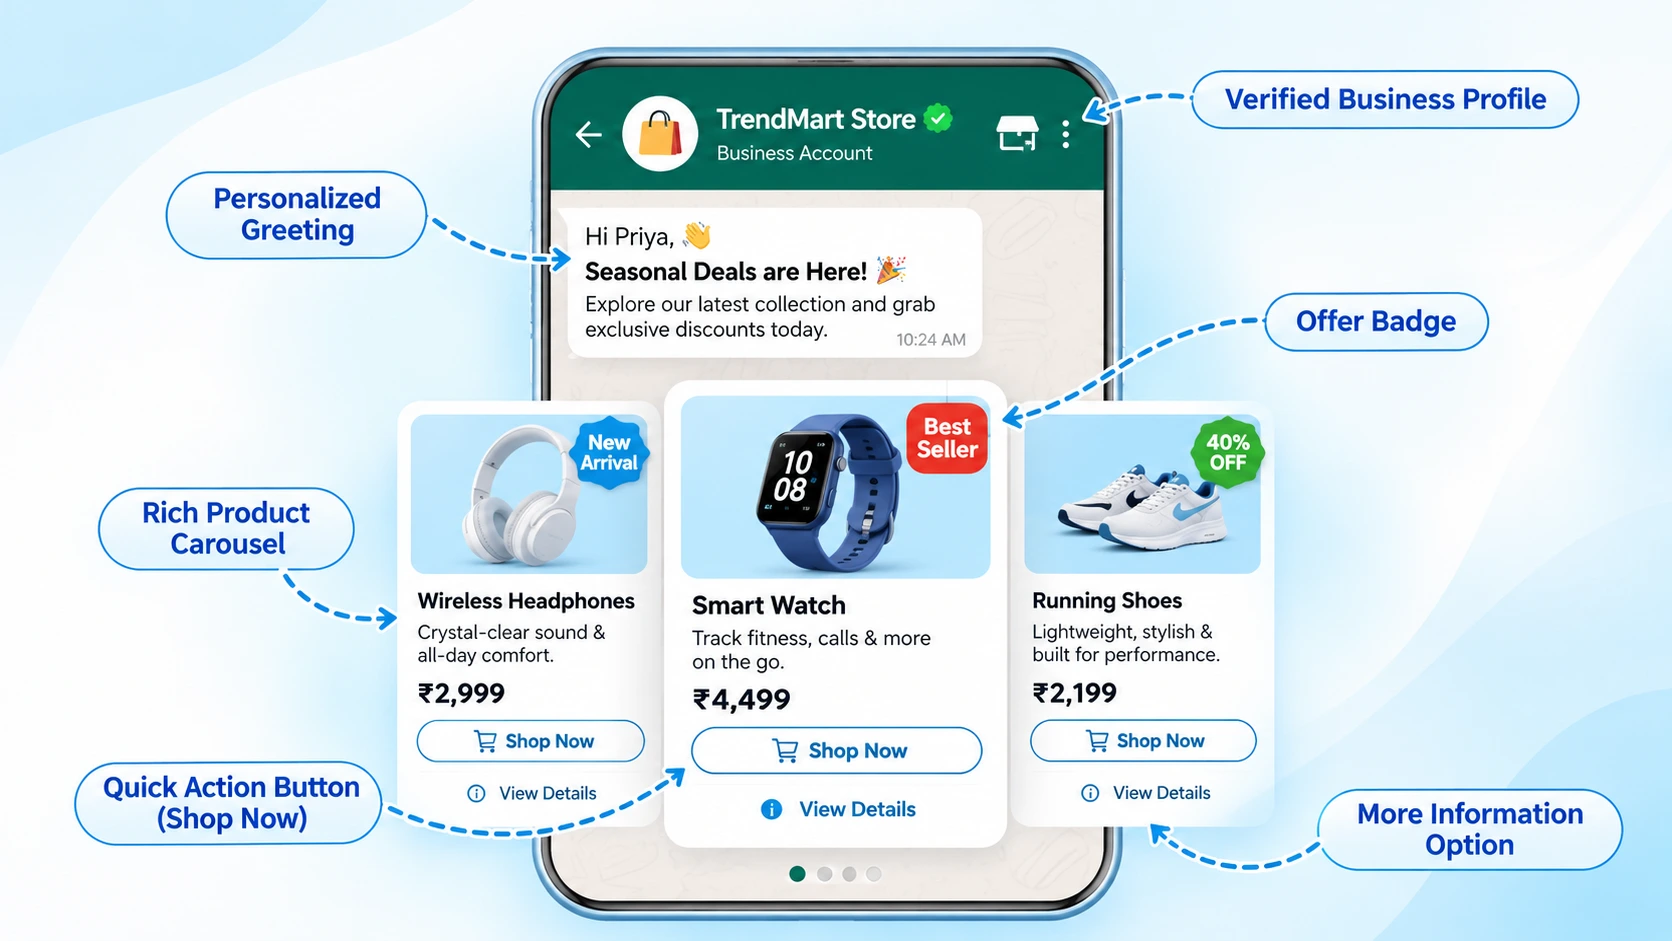 Verified Business Profile
TrendMart Store
Business Account
Personalized
Greeting
Hi Priya, 👋
Seasonal Deals are Here! 🎉
Explore our latest collection and grab
exclusive discounts today.
10:24 AM
Offer Badge
Rich Product
Carousel
New
Arrival
Wireless Headphones
Crystal-clear sound &
all-day comfort.
₹2,999
Shop Now
View Details
10
08
Best
Seller
Smart Watch
Track fitness, calls & more
on the go.
₹4,499
Shop Now
View Details
40%
OFF
Running Shoes
Lightweight, stylish &
built for performance.
₹2,199
Shop Now
View Details
Quick Action Button
(Shop Now)
More Information
Option